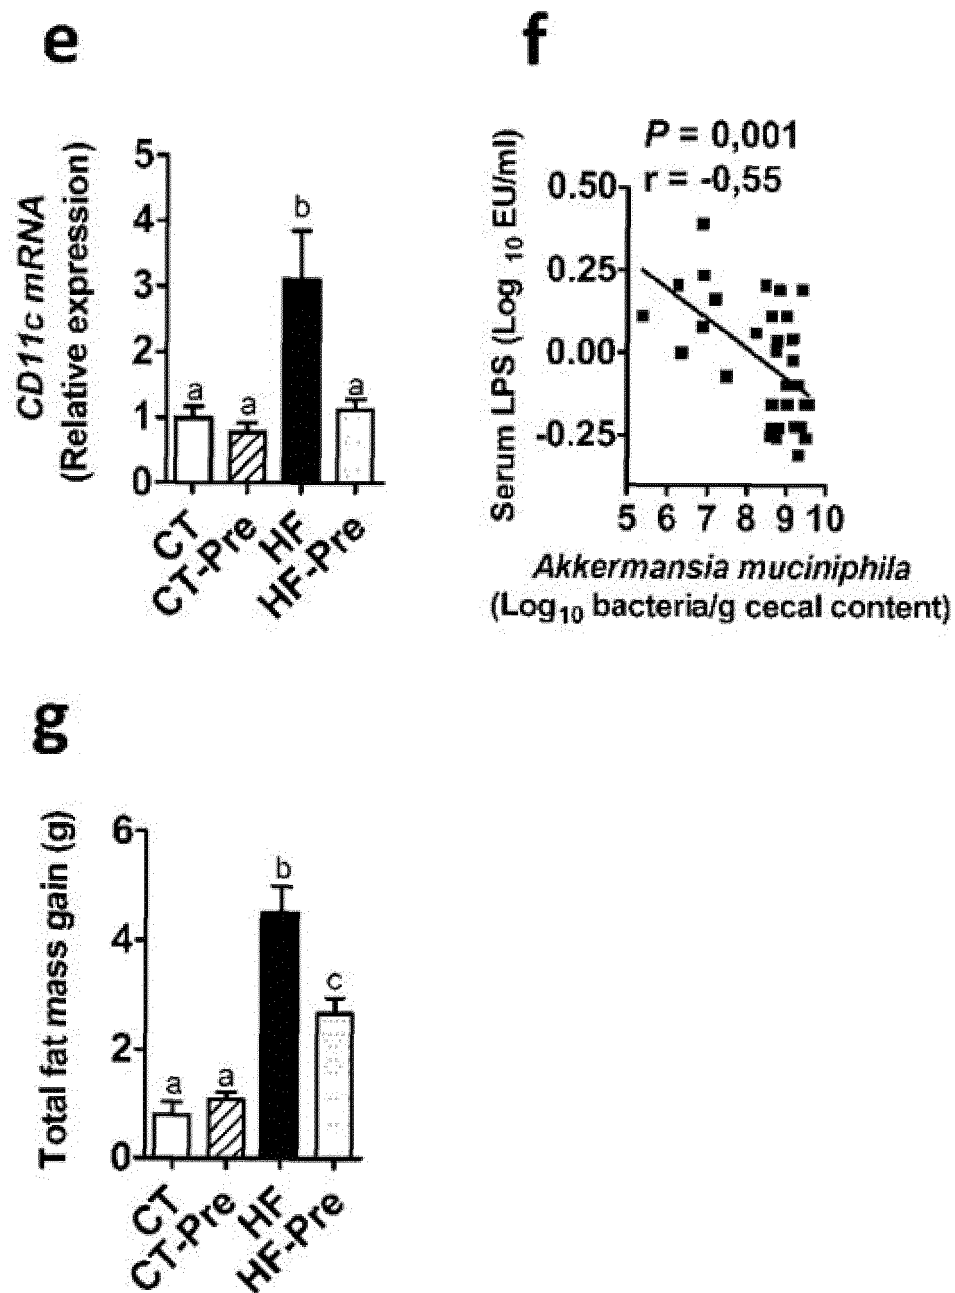 e
CD11c mRNA
(Relative expression)
5
4
3
2
1
0
a
a
b
a
CT
CT-Pre
HF
HF-Pre
f
P = 0,001
r = -0,55
Serum LPS (Log 10 EU/ml)
0.50
0.25
0.00
-0.25
5 6 7 8 9 10
Akkermansia muciniphila
(Log10 bacteria/g cecal content)
g
Total fat mass gain (g)
6
4
2
0
a
a
b
c
CT
CT-Pre
HF
HF-Pre